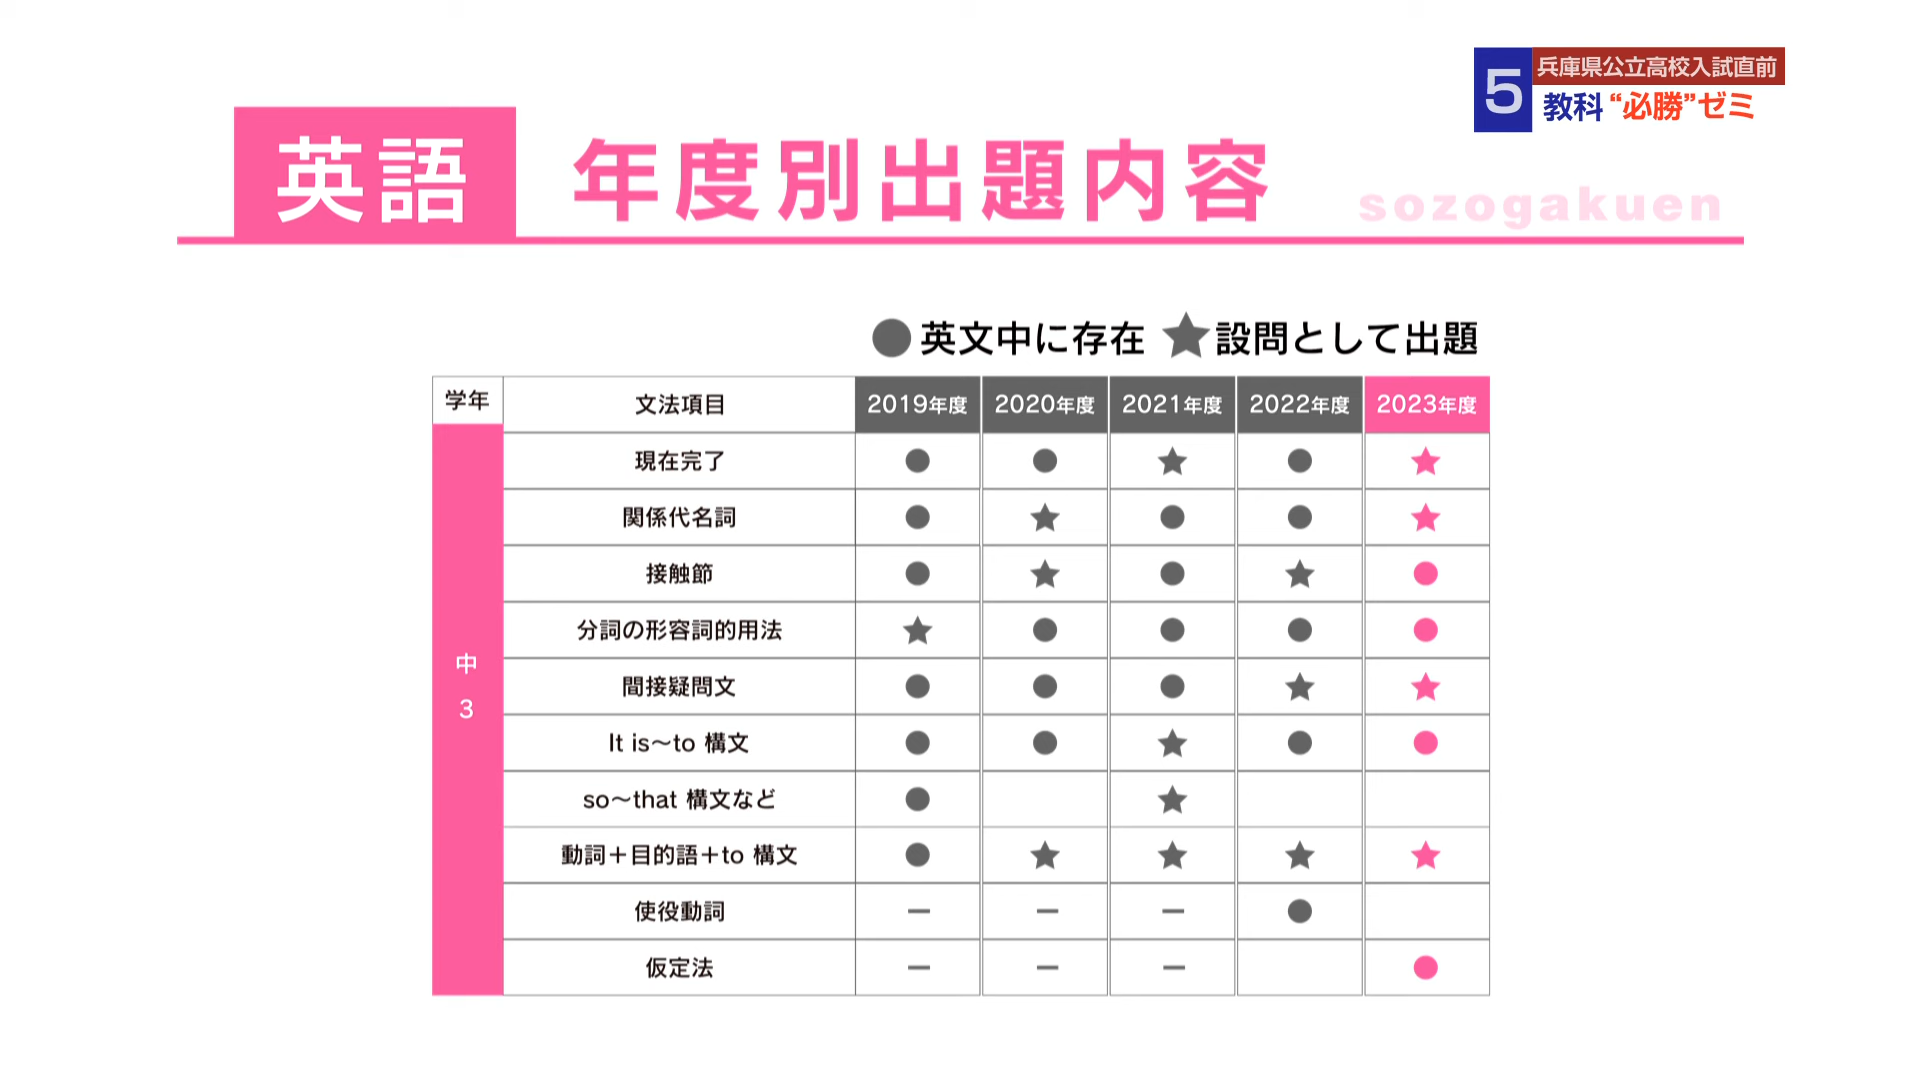 5
兵庫県公立高校入試直前
教科“必勝”ゼミ
英語 年度別出題内容
sozogakuen
●英文中に存在 ★設問として出題
学年 文法項目 2019年度 2020年度 2021年度 2022年度 2023年度
中3
現在完了 ● ● ★ ● ★
関係代名詞 ● ★ ● ● ★
接触節 ● ★ ● ★ ●
分詞の形容詞的用法 ★ ● ● ● ●
間接疑問文 ● ● ● ★ ★
It is〜to 構文 ● ● ★ ● ●
so〜that 構文など ● ★
動詞＋目的語＋to 構文 ● ★ ★ ★ ★
使役動詞 － － － ●
仮定法 － － － ●